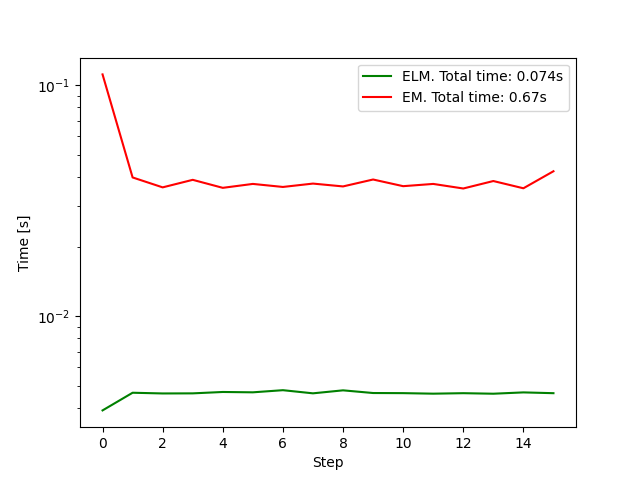 ELM. Total time: 0.074s
EM. Total time: 0.67s
10⁻¹
10⁻²
Time [s]
0 2 4 6 8 10 12 14
Step